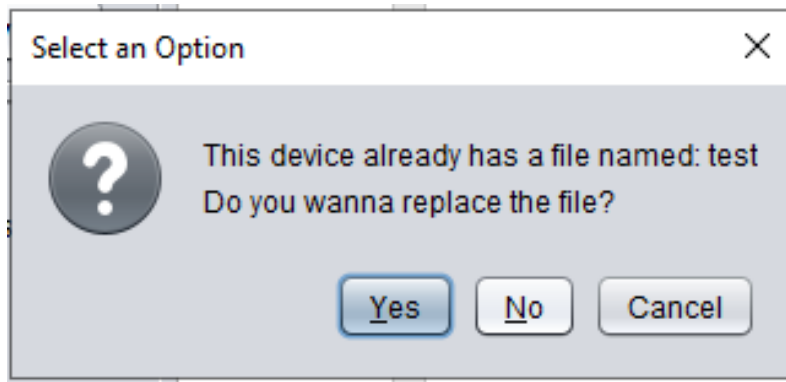 Select an Option
This device already has a file named: test
Do you wanna replace the file?
Yes No Cancel